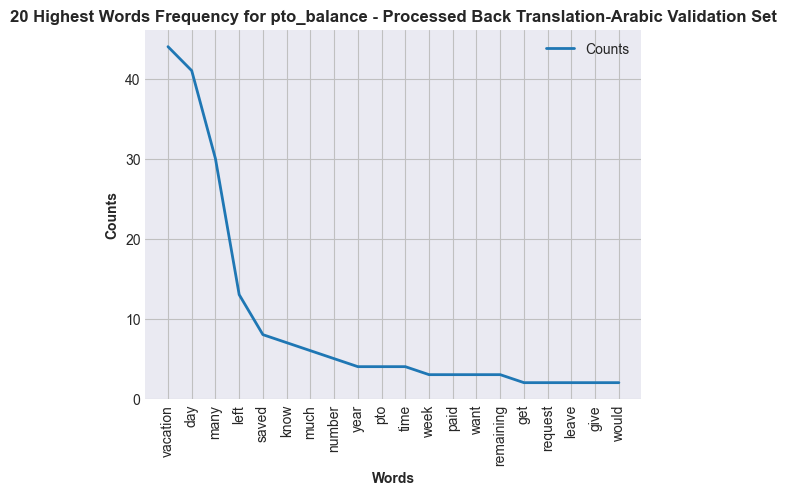 20 Highest Words Frequency for pto_balance - Processed Back Translation-Arabic Validation Set
Counts
Counts
40
30
20
10
0
vacation
day
many
left
saved
know
much
number
year
pto
time
week
paid
want
remaining
get
request
leave
give
would
Words